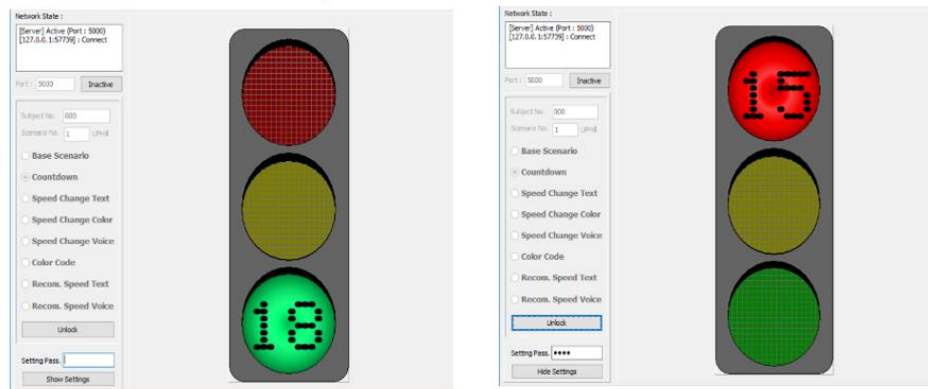 Network State :
[Server] Active (Port : 5000)
[127.0.0.1:57739] : Connect
Port : 5000 Inactive
Subject No. 000
Scenario No. 1
Base Scenario
Countdown
Speed Change Text
Speed Change Color
Speed Change Voice
Color Code
Recom. Speed Text
Recom. Speed Voice
Unlock
Setting Pass.
Show Settings
18
Network State :
[Server] Active (Port : 5000)
[127.0.0.1:57739] : Connect
Port : 5000 Inactive
Subject No. 000
Scenario No. 1
Base Scenario
Countdown
Speed Change Text
Speed Change Color
Speed Change Voice
Color Code
Recom. Speed Text
Recom. Speed Voice
Unlock
Setting Pass. ••••
Hide Settings
15